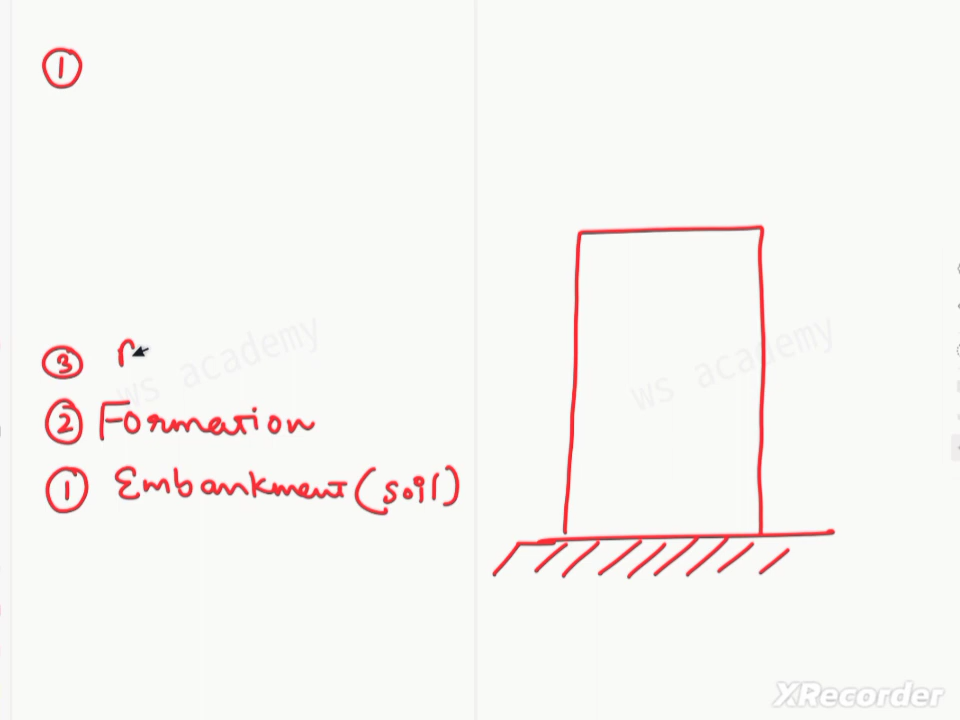 ①
③ r
② Formation
① Embankment (soil)
ws academy
ws academy
XRecorder